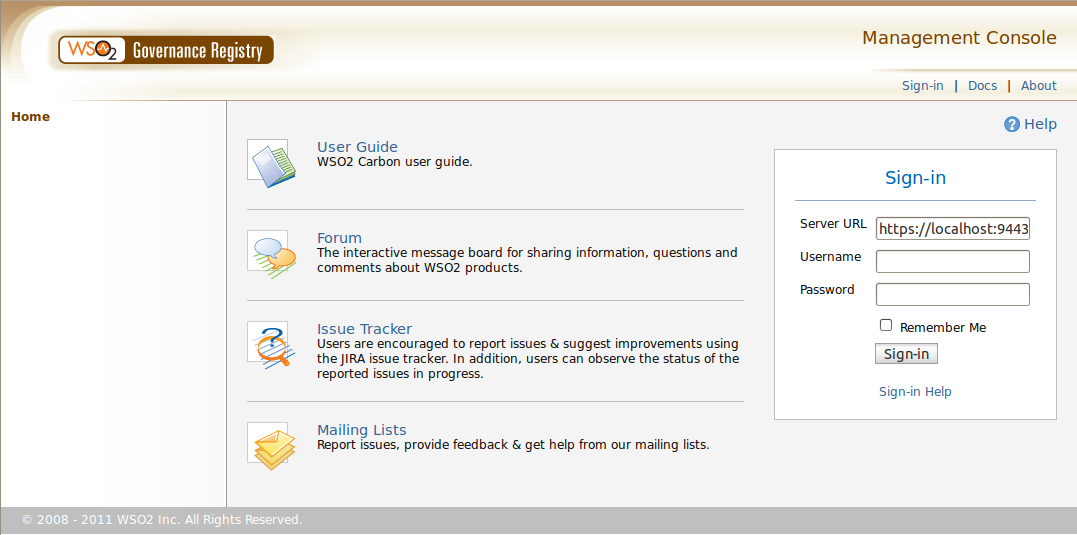 WSO2 Governance Registry
Management Console
Sign-in | Docs | About
Home
Help
User Guide
WSO2 Carbon user guide.
Forum
The interactive message board for sharing information, questions and
comments about WSO2 products.
Issue Tracker
Users are encouraged to report issues & suggest improvements using
the JIRA issue tracker. In addition, users can observe the status of the
reported issues in progress.
Mailing Lists
Report issues, provide feedback & get help from our mailing lists.
Sign-in
Server URL https://localhost:9443
Username
Password
Remember Me
Sign-in
Sign-in Help
© 2008 - 2011 WSO2 Inc. All Rights Reserved.